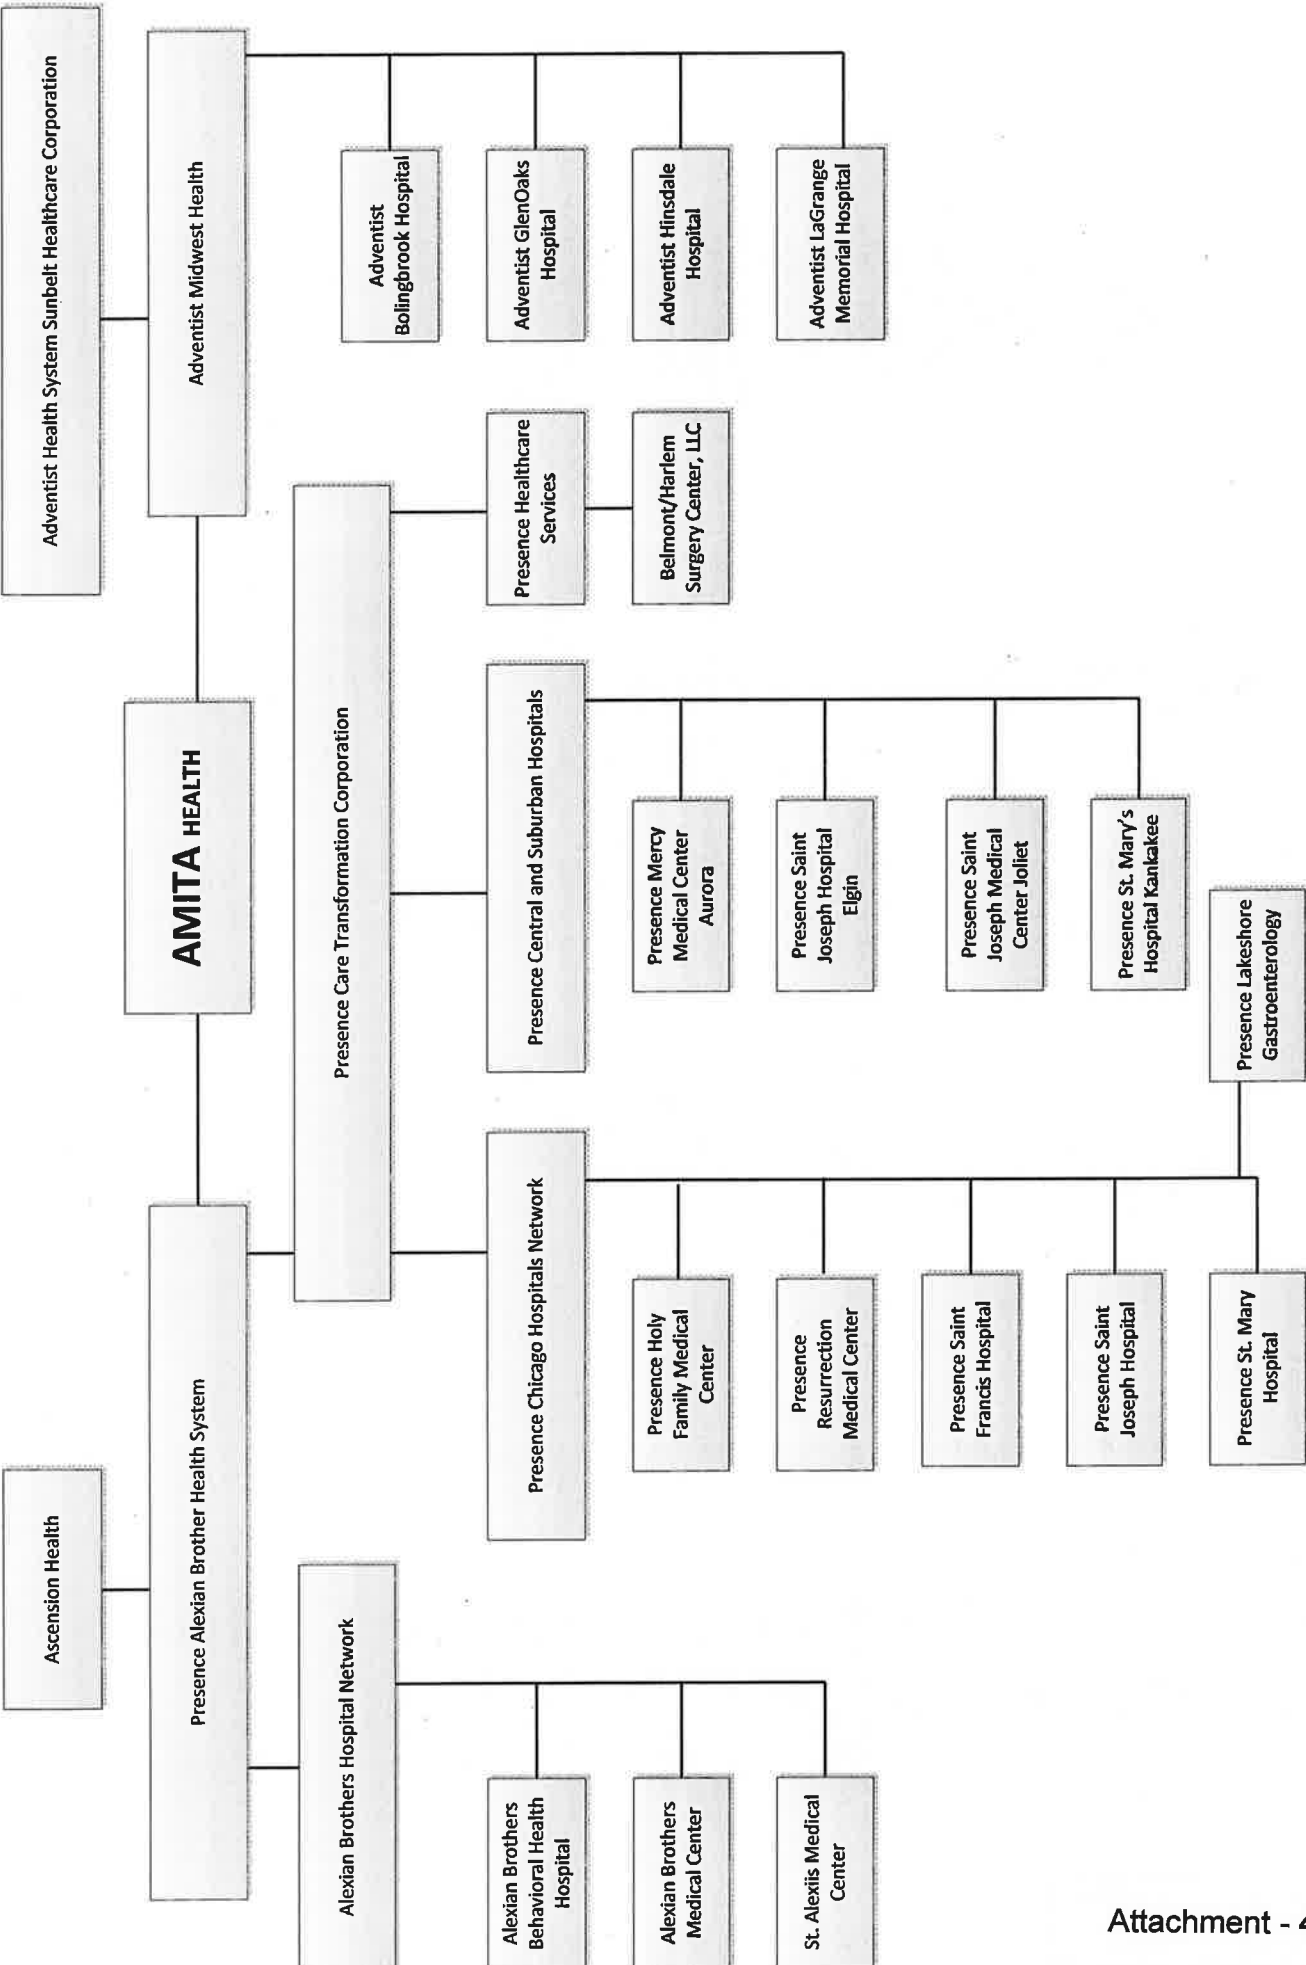 Ascension Health
Adventist Health System Sunbelt Healthcare Corporation
Presence Alexian Brother Health System
AMITA HEALTH
Adventist Midwest Health
Alexian Brothers Hospital Network
Presence Care Transformation Corporation
Alexian Brothers
Behavioral Health
Hospital
Alexian Brothers
Medical Center
St. Alexiis Medical
Center
Presence Chicago Hospitals Network
Presence Holy
Family Medical
Center
Presence
Resurrection
Medical Center
Presence Saint
Francis Hospital
Presence Saint
Joseph Hospital
Presence St. Mary
Hospital
Presence Lakeshore
Gastroenterology
Presence Central and Suburban Hospitals
Presence Mercy
Medical Center
Aurora
Presence Saint
Joseph Hospital
Elgin
Presence Saint
Joseph Medical
Center Joliet
Presence St. Mary's
Hospital Kankakee
Presence Healthcare
Services
Belmont/Harlem
Surgery Center, LLC
Adventist
Bolingbrook Hospital
Adventist GlenOaks
Hospital
Adventist Hinsdale
Hospital
Adventist LaGrange
Memorial Hospital
Attachment - 4